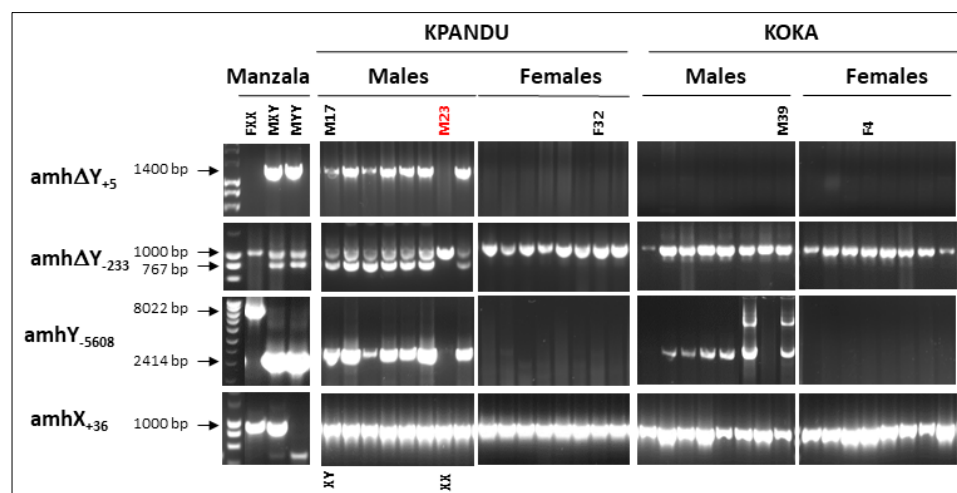 KPANDU KOKA
Manzala Males Females Males Females
FXX MXY MYY M17 M23 F32 M39 F4
amhΔY+5 1400 bp
amhΔY-233 1000 bp
767 bp
8022 bp
amhY-5608
2414 bp
amhX+36 1000 bp
XY XX